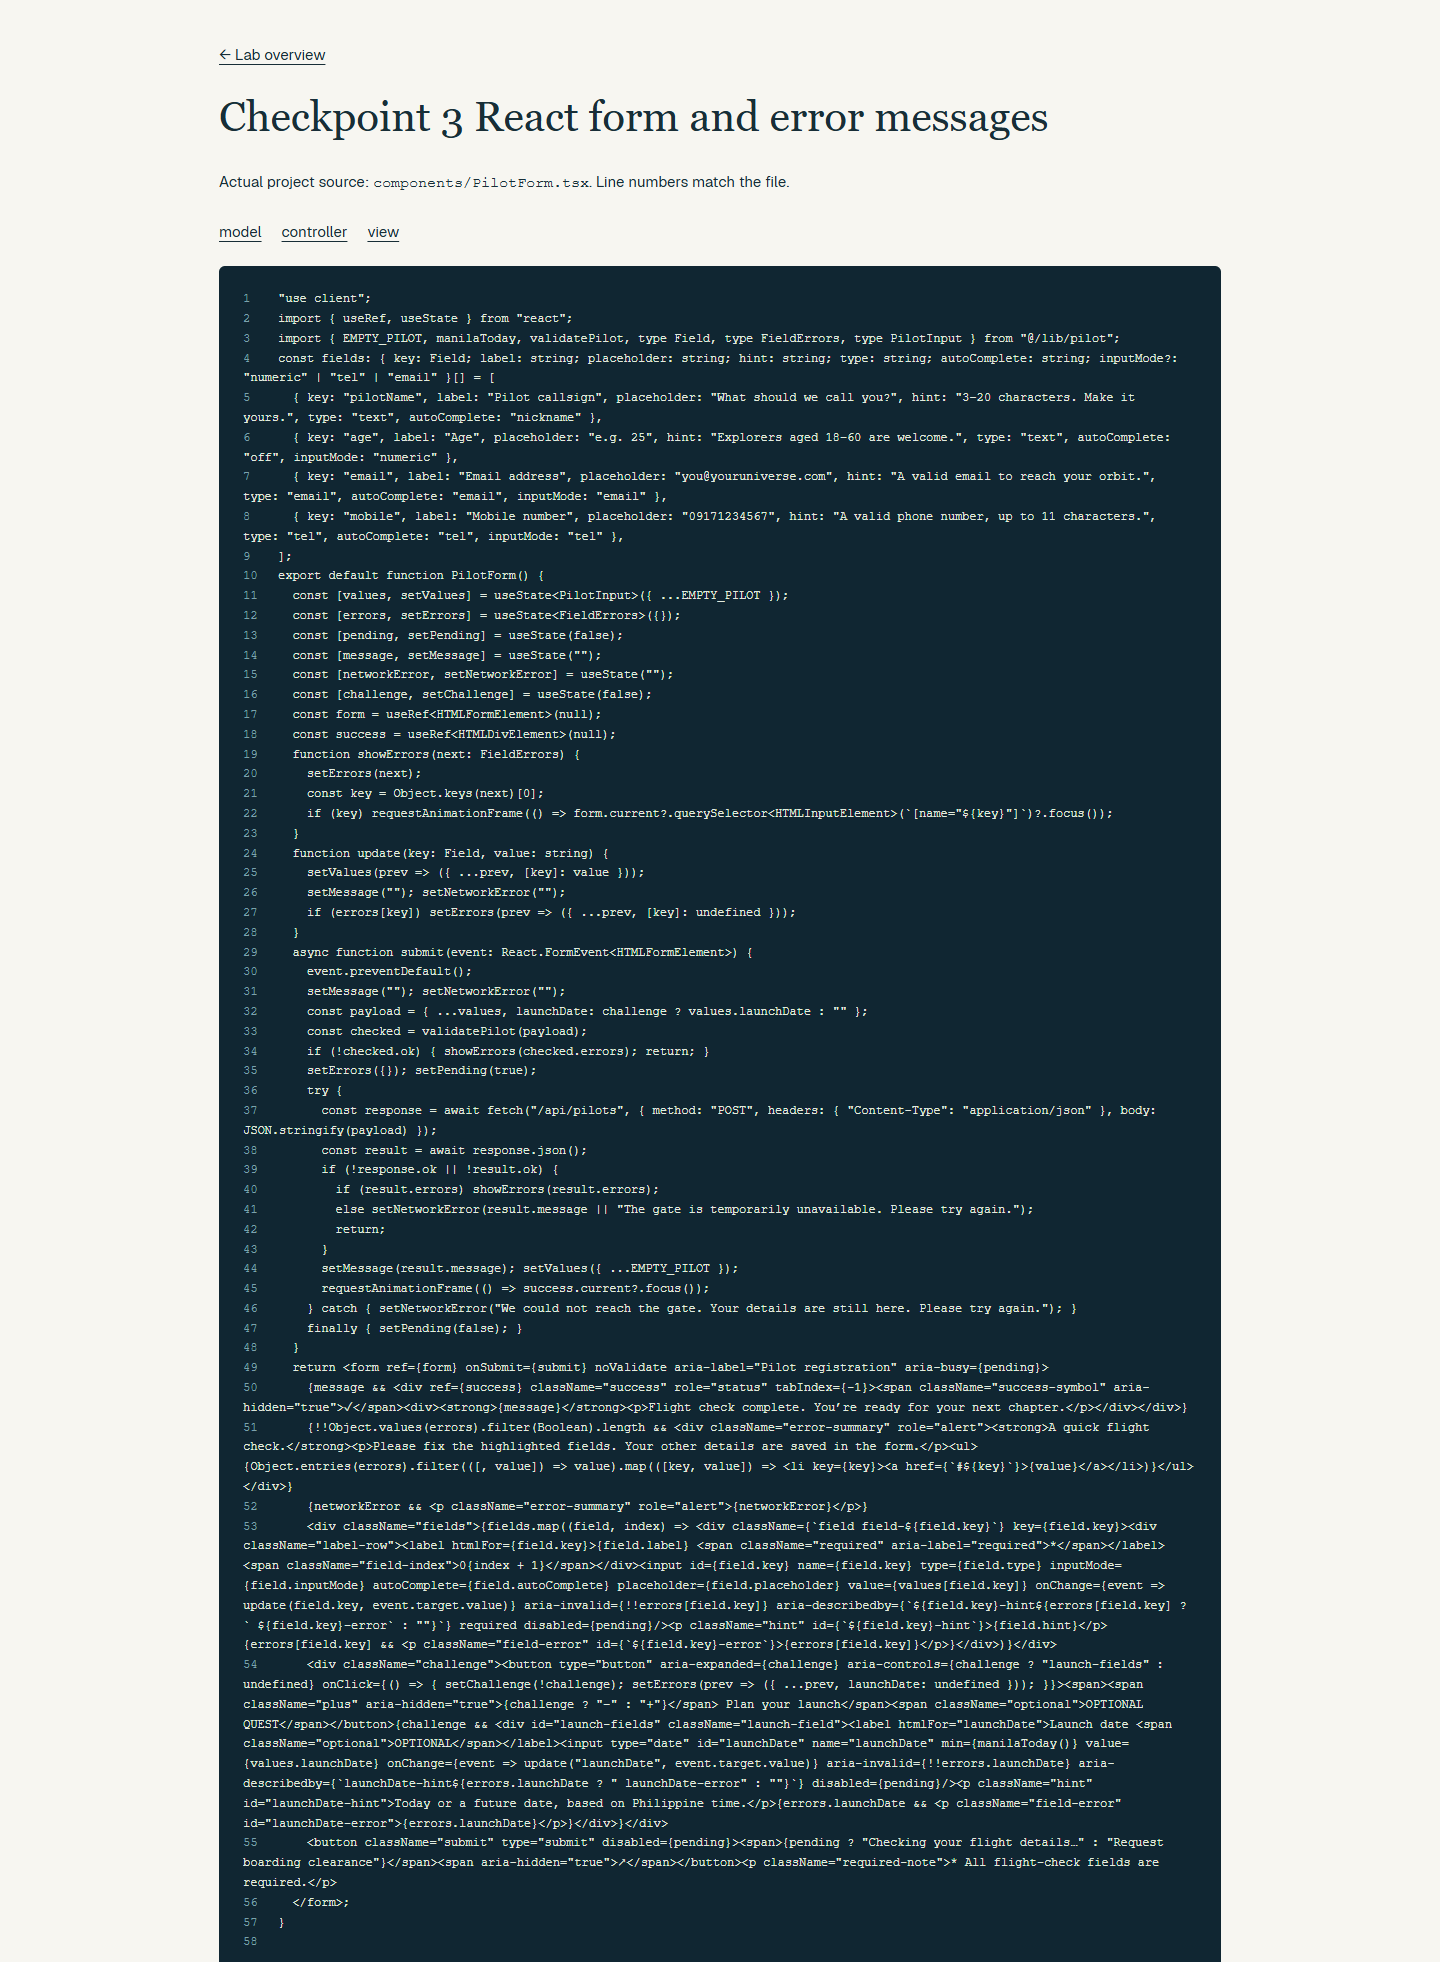 ← Lab overview
Checkpoint 3 React form and error messages
Actual project source: components/PilotForm.tsx. Line numbers match the file.
model controller view
1 "use client";
2 import { useRef, useState } from "react";
3 import { EMPTY_PILOT, manilaToday, validatePilot, type Field, type FieldErrors, type PilotInput } from "@/lib/pilot";
4 const fields: { key: Field; label: string; placeholder: string; hint: string; type: string; autoComplete: string; inputMode?:
"numeric" | "tel" | "email" }[] = [
5 { key: "pilotName", label: "Pilot callsign", placeholder: "What should we call you?", hint: "3–20 characters. Make it
yours.", type: "text", autoComplete: "nickname" },
6 { key: "age", label: "Age", placeholder: "e.g. 25", hint: "Explorers aged 18–60 are welcome.", type: "text", autoComplete:
"off", inputMode: "numeric" },
7 { key: "email", label: "Email address", placeholder: "you@youruniverse.com", hint: "A valid email to reach your orbit.",
type: "email", autoComplete: "email", inputMode: "email" },
8 { key: "mobile", label: "Mobile number", placeholder: "09171234567", hint: "A valid phone number, up to 11 characters.",
type: "tel", autoComplete: "tel", inputMode: "tel" },
9 ];
10 export default function PilotForm() {
11 const [values, setValues] = useState<PilotInput>({ ...EMPTY_PILOT });
12 const [errors, setErrors] = useState<FieldErrors>({});
13 const [pending, setPending] = useState(false);
14 const [message, setMessage] = useState("");
15 const [networkError, setNetworkError] = useState("");
16 const [challenge, setChallenge] = useState(false);
17 const form = useRef<HTMLFormElement>(null);
18 const success = useRef<HTMLDivElement>(null);
19 function showErrors(next: FieldErrors) {
20 setErrors(next);
21 const key = Object.keys(next)[0];
22 if (key) requestAnimationFrame(() => form.current?.querySelector<HTMLInputElement>(`[name="${key}"]`)?.focus());
23 }
24 function update(key: Field, value: string) {
25 setValues(prev => ({ ...prev, [key]: value }));
26 setMessage(""); setNetworkError("");
27 if (errors[key]) setErrors(prev => ({ ...prev, [key]: undefined }));
28 }
29 async function submit(event: React.FormEvent<HTMLFormElement>) {
30 event.preventDefault();
31 setMessage(""); setNetworkError("");
32 const payload = { ...values, launchDate: challenge ? values.launchDate : "" };
33 const checked = validatePilot(payload);
34 if (!checked.ok) { showErrors(checked.errors); return; }
35 setErrors({}); setPending(true);
36 try {
37 const response = await fetch("/api/pilots", { method: "POST", headers: { "Content-Type": "application/json" }, body:
JSON.stringify(payload) });
38 const result = await response.json();
39 if (!response.ok || !result.ok) {
40 if (result.errors) showErrors(result.errors);
41 else setNetworkError(result.message || "The gate is temporarily unavailable. Please try again.");
42 return;
43 }
44 setMessage(result.message); setValues({ ...EMPTY_PILOT });
45 requestAnimationFrame(() => success.current?.focus());
46 } catch { setNetworkError("We could not reach the gate. Your details are still here. Please try again."); }
47 finally { setPending(false); }
48 }
49 return <form ref={form} onSubmit={submit} noValidate aria-label="Pilot registration" aria-busy={pending}>
50 {message && <div ref={success} className="success" role="status" tabIndex={-1}><span className="success-symbol" aria-
hidden="true">✓</span><div><strong>{message}</strong><p>Flight check complete. You’re ready for your next chapter.</p></div></div>}
51 {!!Object.values(errors).filter(Boolean).length && <div className="error-summary" role="alert"><strong>A quick flight
check.</strong><p>Please fix the highlighted fields. Your other details are saved in the form.</p><ul>
{Object.entries(errors).filter(([, value]) => value).map(([key, value]) => <li key={key}><a href={`#${key}`}>{value}</a></li>)}</ul>
</div>}
52 {networkError && <p className="error-summary" role="alert">{networkError}</p>}
53 <div className="fields">{fields.map((field, index) => <div className={`field field-${field.key}`} key={field.key}><div
className="label-row"><label htmlFor={field.key}>{field.label} <span className="required" aria-label="required">*</span></label>
<span className="field-index">0{index + 1}</span></div><input id={field.key} name={field.key} type={field.type} inputMode=
{field.inputMode} autoComplete={field.autoComplete} placeholder={field.placeholder} value={values[field.key]} onChange={event =>
update(field.key, event.target.value)} aria-invalid={!!errors[field.key]} aria-describedby={`${field.key}-hint${errors[field.key] ?
` ${field.key}-error` : ""}`} required disabled={pending}/><p className="hint" id={`${field.key}-hint`}>{field.hint}</p>
{errors[field.key] && <p className="field-error" id={`${field.key}-error`}>{errors[field.key]}</p>}</div>)}</div>
54 <div className="challenge"><button type="button" aria-expanded={challenge} aria-controls={challenge ? "launch-fields" :
undefined} onClick={() => { setChallenge(!challenge); setErrors(prev => ({ ...prev, launchDate: undefined })); }}><span><span
className="plus" aria-hidden="true">{challenge ? "−" : "+"}</span> Plan your launch</span><span className="optional">OPTIONAL
QUEST</span></button>{challenge && <div id="launch-fields" className="launch-field"><label htmlFor="launchDate">Launch date <span
className="optional">OPTIONAL</span></label><input type="date" id="launchDate" name="launchDate" min={manilaToday()} value=
{values.launchDate} onChange={event => update("launchDate", event.target.value)} aria-invalid={!!errors.launchDate} aria-
describedby={`launchDate-hint${errors.launchDate ? " launchDate-error" : ""}`} disabled={pending}/><p className="hint"
id="launchDate-hint">Today or a future date, based on Philippine time.</p>{errors.launchDate && <p className="field-error"
id="launchDate-error">{errors.launchDate}</p>}</div>}</div>
55 <button className="submit" type="submit" disabled={pending}><span>{pending ? "Checking your flight details…" : "Request
boarding clearance"}</span><span aria-hidden="true">↗</span></button><p className="required-note">* All flight-check fields are
required.</p>
56 </form>;
57 }
58